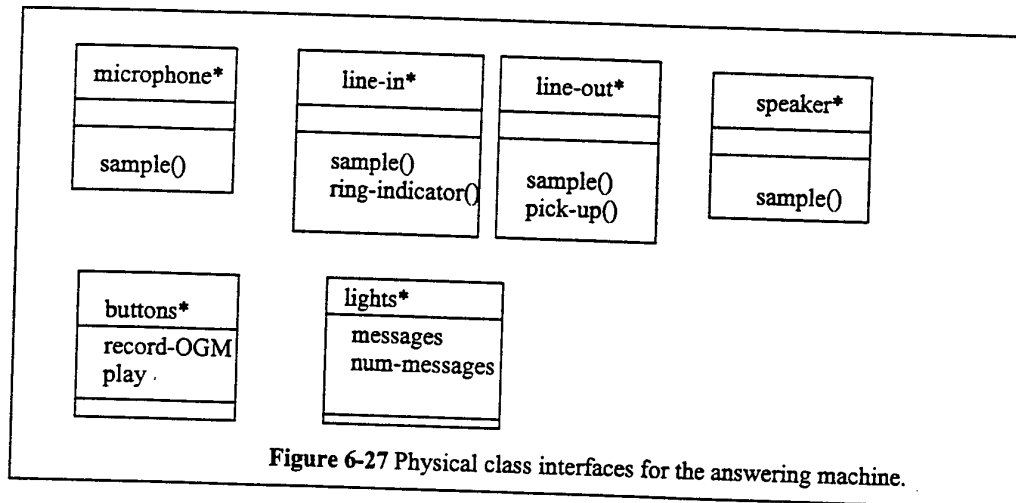 microphone*
sample()
line-in*
sample()
ring-indicator()
line-out*
sample()
pick-up()
speaker*
sample()
buttons*
record-OGM
play
lights*
messages
num-messages
Figure 6-27 Physical class interfaces for the answering machine.